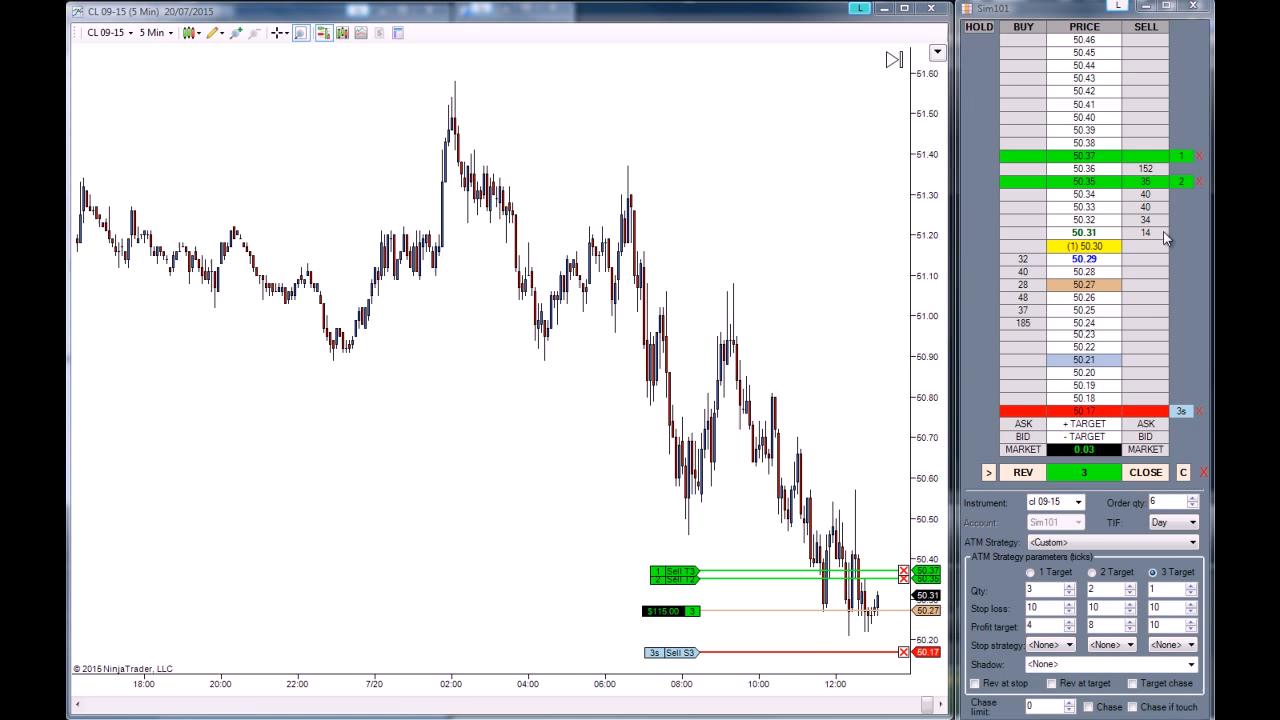 CL 09-15 (5 Min) 20/07/2015
L
Sim101
L
CL 09-15
5 Min
HOLD BUY PRICE SELL
50.46
50.45
50.44
50.43
50.42
50.41
50.40
50.39
50.38
50.37 1 X
50.36 152
50.35 35 2 X
50.34 40
50.33 40
50.32 34
50.31 14
(1) 50.30
32 50.29
40 50.28
28 50.27
48 50.26
37 50.25
185 50.24
50.23
50.22
50.21
50.20
50.19
50.18
50.17 3s X
ASK + TARGET ASK
BID - TARGET BID
MARKET 0.03 MARKET
> REV 3 CLOSE C X
Instrument: cl 09-15 Order qty: 6
Account: Sim101 TIF: Day
ATM Strategy: <Custom>
ATM Strategy parameters (ticks)
1 Target 2 Target 3 Target
Qty: 3 2 1
Stop loss: 10 10 10
Profit target: 4 8 10
Stop strategy: <None> <None> <None>
Shadow: <None>
Rev at stop Rev at target Target chase
Chase limit: 0 Chase Chase if touch
51.60
51.50
51.40
51.30
51.20
51.10
51.00
50.90
50.80
50.70
50.60
50.50
50.40
1 Sell T3 50.37
2 Sell T2
50.31
$115.00 3 50.27
50.20
3s Sell S3 50.17
© 2015 NinjaTrader, LLC
18:00 20:00 22:00 7/20 02:00 04:00 06:00 08:00 10:00 12:00